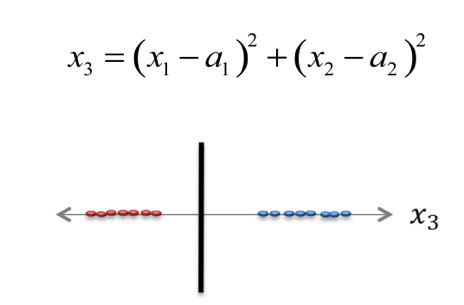 x₃ = (x₁ − a₁)² + (x₂ − a₂)²
x₃